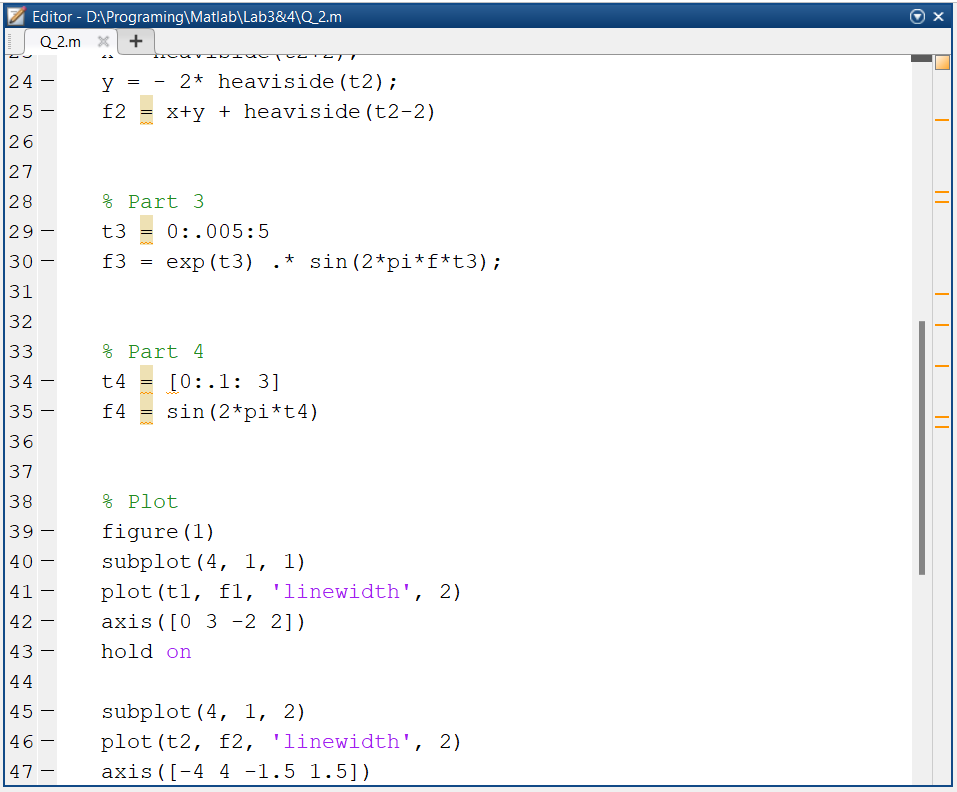 Editor - D:\Programing\Matlab\Lab3&4\Q_2.m
Q_2.m
24 y = - 2* heaviside(t2);
25 f2 = x+y + heaviside(t2-2)
26
27
28 % Part 3
29 t3 = 0:.005:5
30 f3 = exp(t3) .* sin(2*pi*f*t3);
31
32
33 % Part 4
34 t4 = [0:.1: 3]
35 f4 = sin(2*pi*t4)
36
37
38 % Plot
39 figure(1)
40 subplot(4, 1, 1)
41 plot(t1, f1, 'linewidth', 2)
42 axis([0 3 -2 2])
43 hold on
44
45 subplot(4, 1, 2)
46 plot(t2, f2, 'linewidth', 2)
47 axis([-4 4 -1.5 1.5])